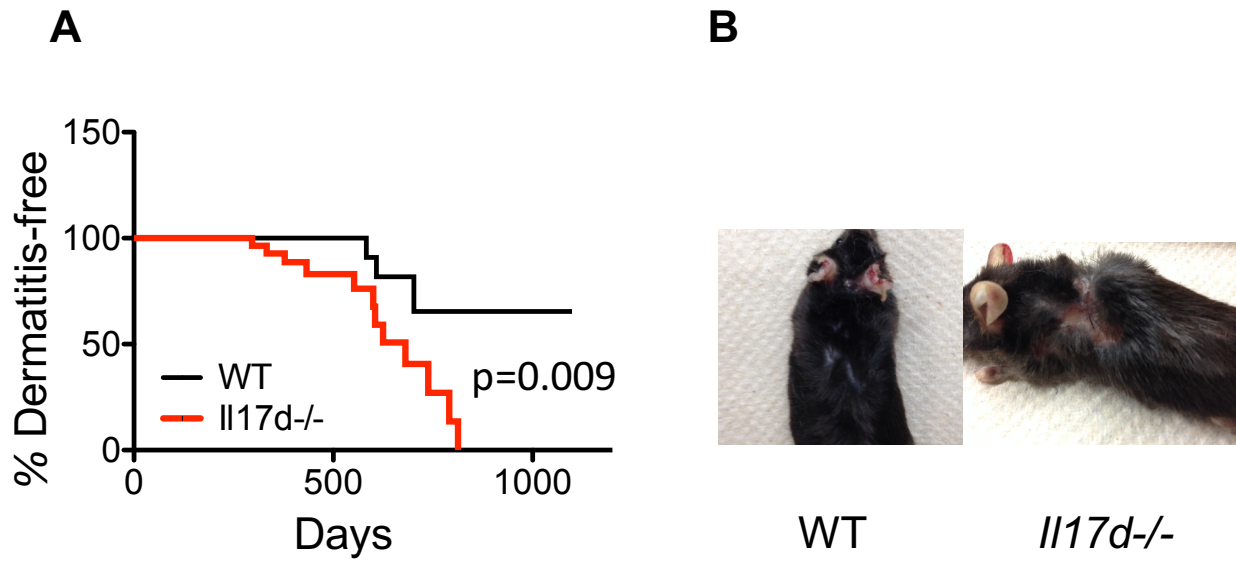 A
B
150
100
50
0
% Dermatitis-free
WT
Il17d-/-
p=0.009
0
500
1000
Days
WT
Il17d-/-